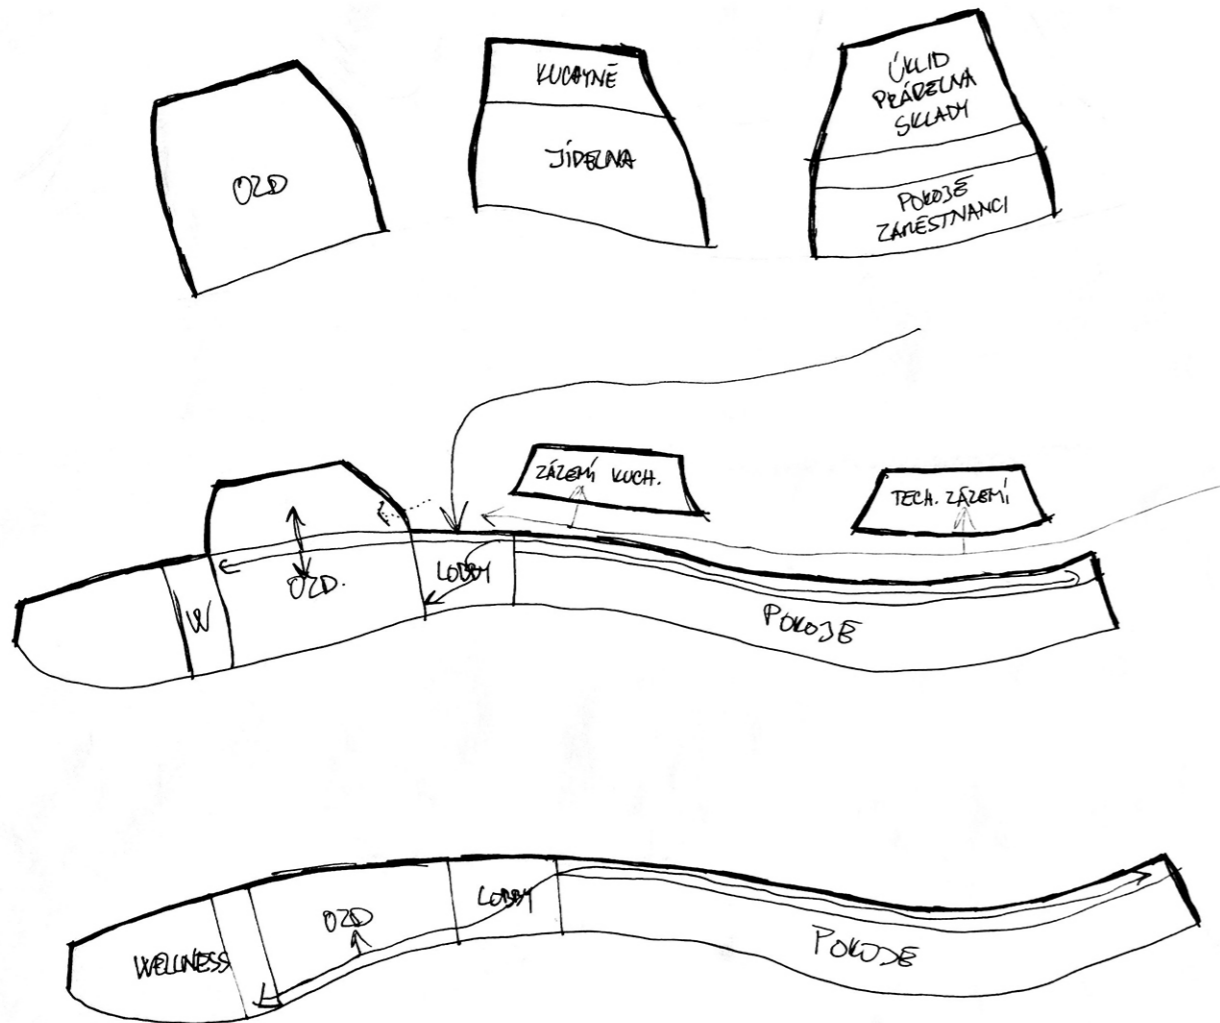 OZD
KUCHYNĚ
JÍDELNA
ÚKLID
PRÁDELNA
SKLADY
POKOJE
ZAMĚSTNANCI
ZÁZEMÍ KUCH.
TECH. ZÁZEMÍ
W
OZD.
LOBBY
POKOJE
WELLNESS
OZD
LOBBY
POKOJE